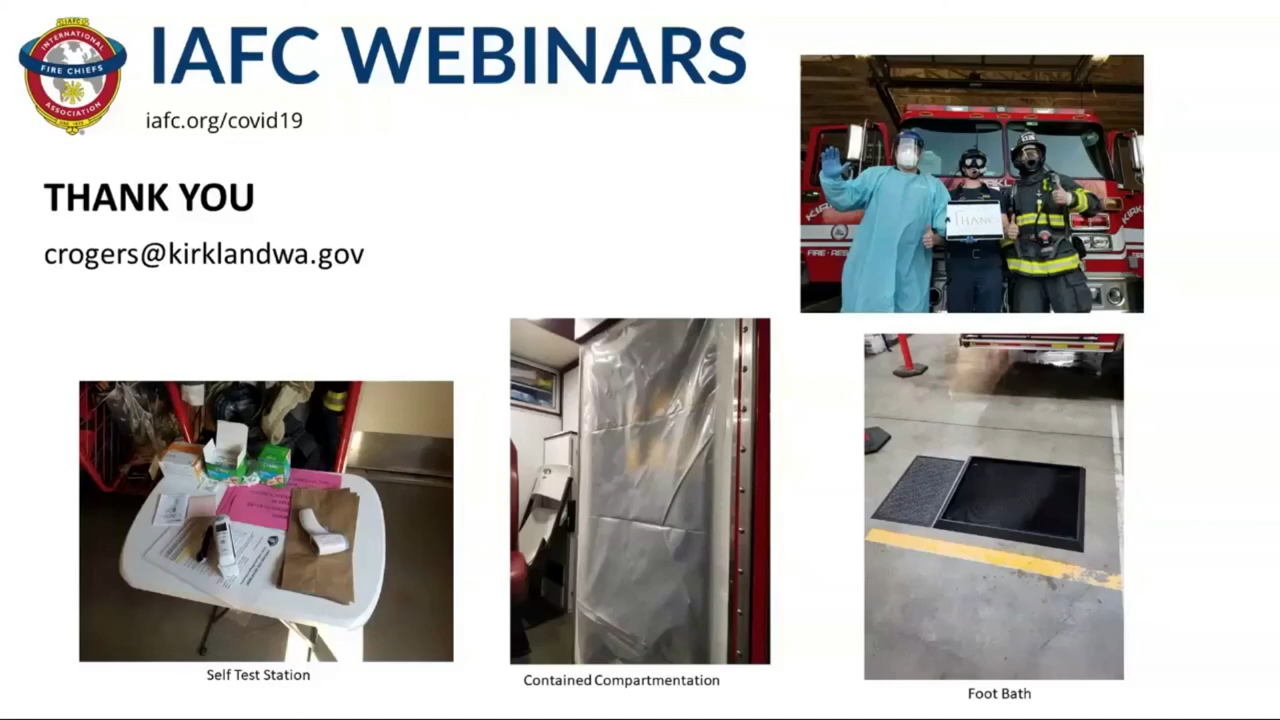 INTERNATIONAL
FIRE CHIEFS
ASSOCIATION
IAFC WEBINARS
iafc.org/covid19
THANK YOU
crogers@kirklandwa.gov
THANKS
Self Test Station
Contained Compartmentation
Foot Bath